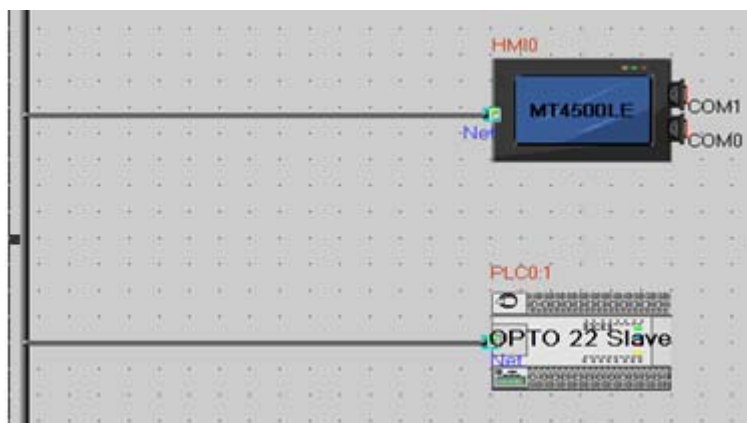 HMI0
MT4500LE
COM1
Net
COM0
PLC0:1
OPTO 22 Slave
Net